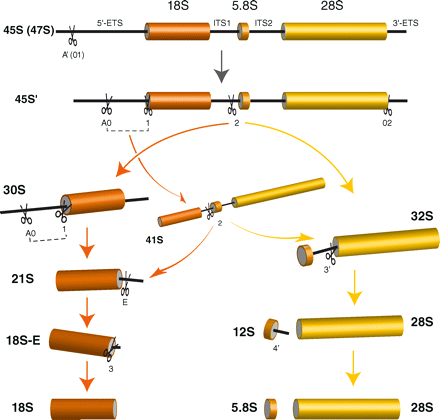 18S 5.8S 28S
45S (47S) 5'-ETS ITS1 ITS2 3'-ETS
A' (01)
45S'
A0 1 2 02
30S
A0 1
41S 2
32S
3'
21S
E
12S 28S
4'
18S-E
3
18S 5.8S 28S